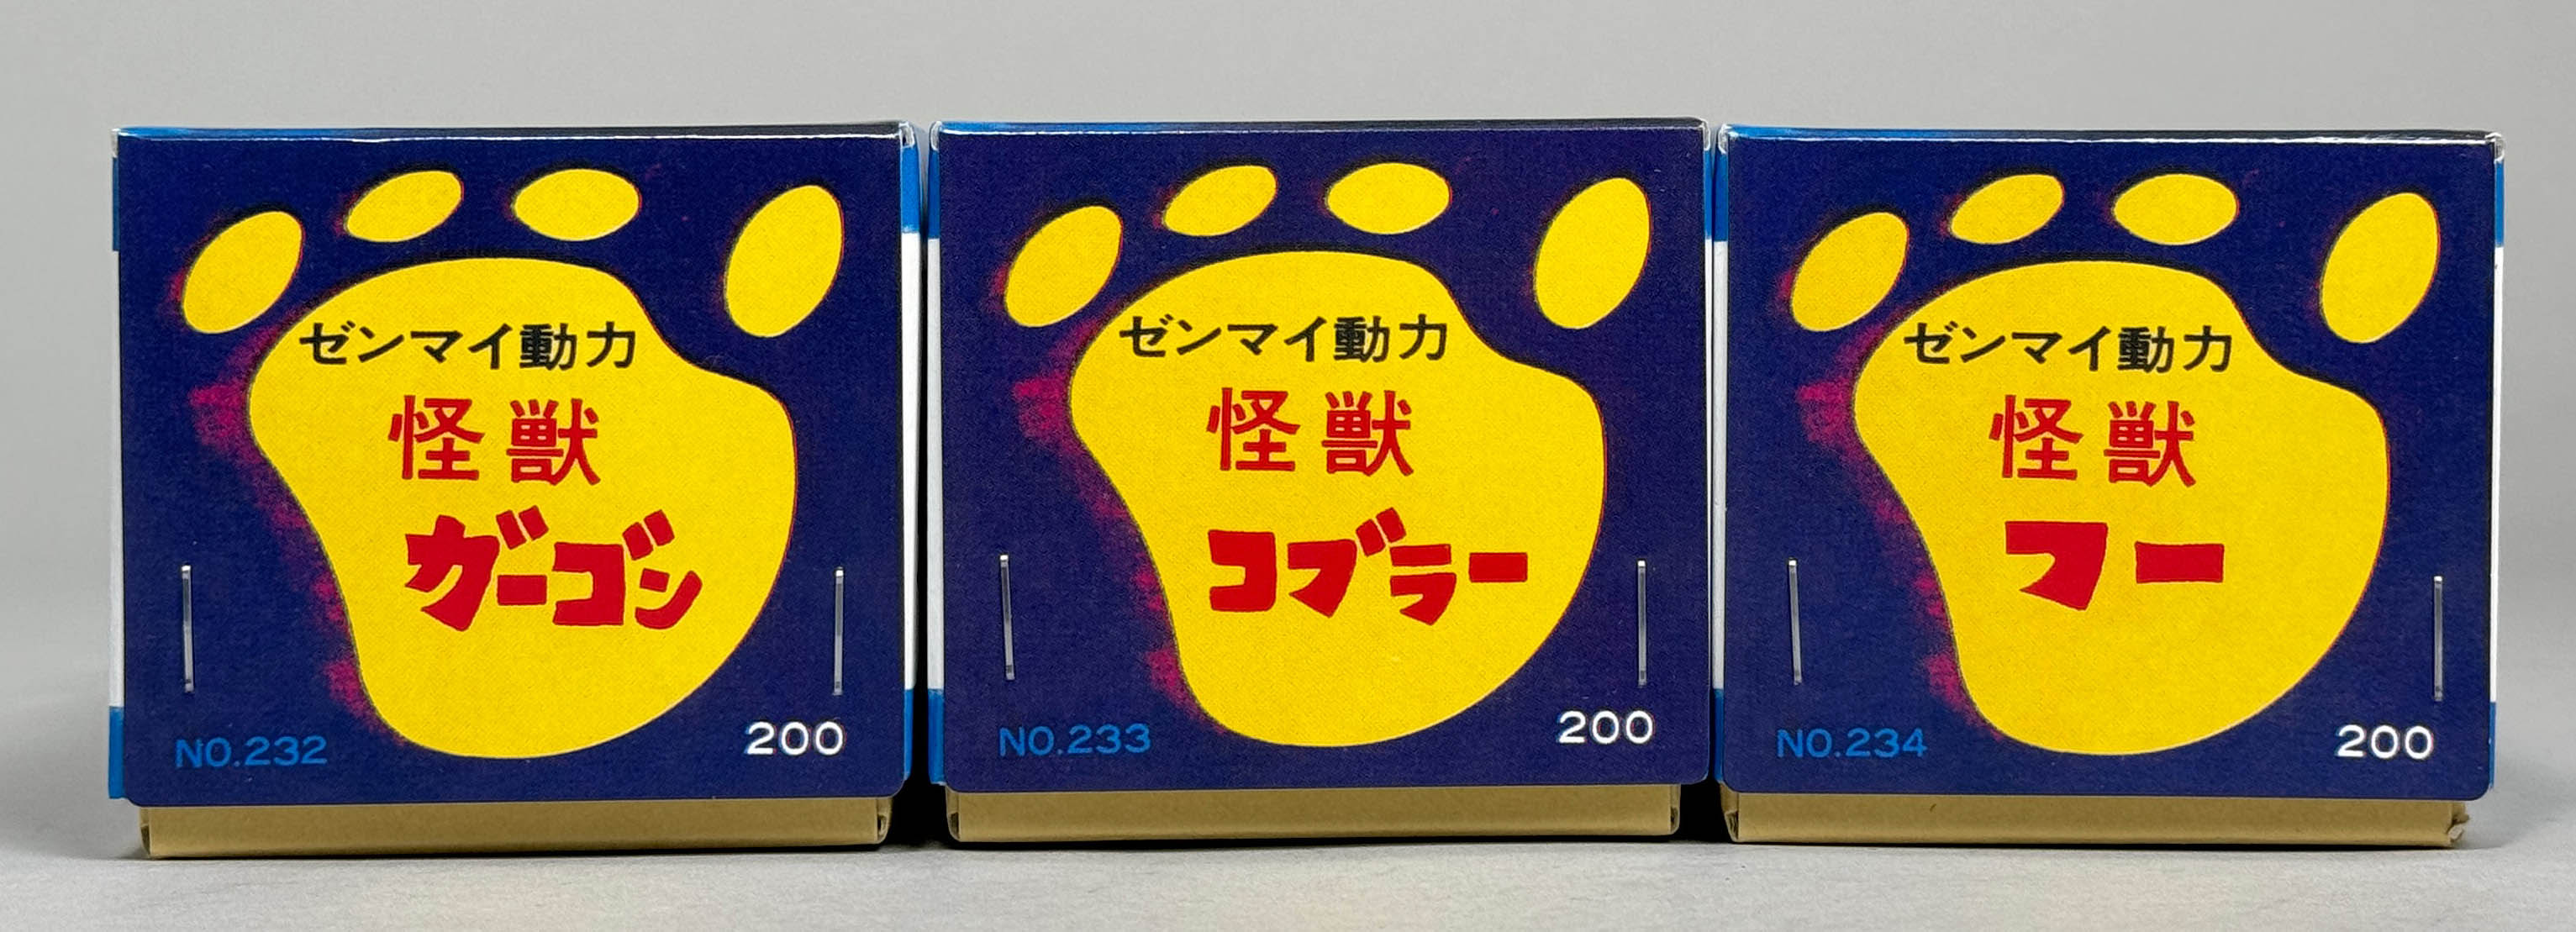 ゼンマイ動力
怪獣
ガーゴン
NO.232
200
ゼンマイ動力
怪獣
コブラー
NO.233
200
ゼンマイ動力
怪獣
フー
NO.234
200